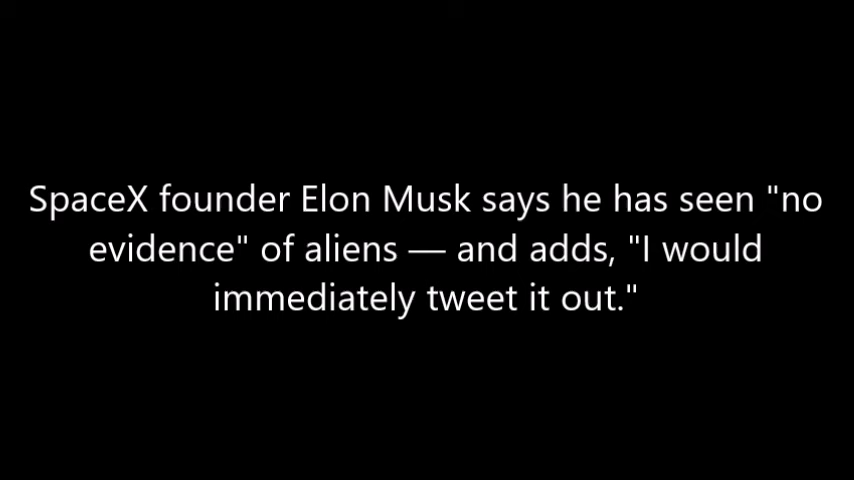 SpaceX founder Elon Musk says he has seen "no
evidence" of aliens — and adds, "I would
immediately tweet it out."